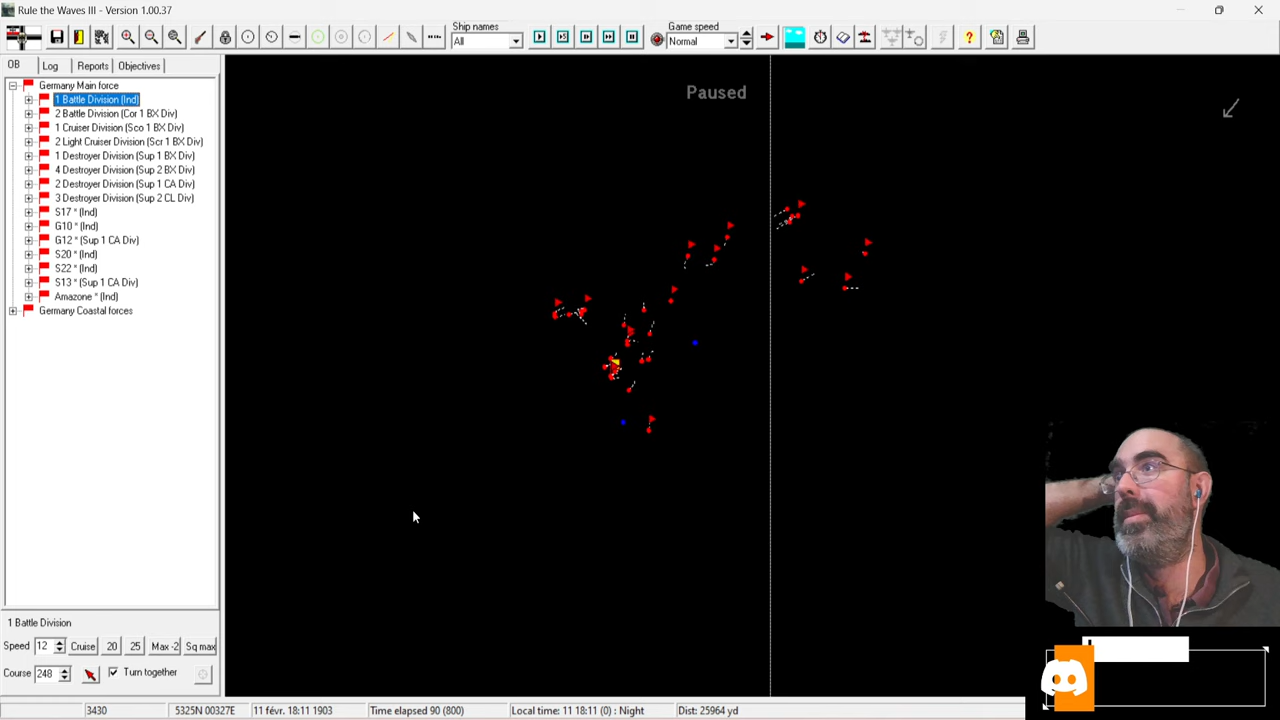 Rule the Waves III - Version 1.00.37
Ship names
All
Game speed
Normal
OB
Log
Reports
Objectives
Germany Main force
1 Battle Division (Ind)
2 Battle Division (Cor 1 BX Div)
1 Cruiser Division (Sco 1 BX Div)
2 Light Cruiser Division (Scr 1 BX Div)
1 Destroyer Division (Sup 1 BX Div)
4 Destroyer Division (Sup 2 BX Div)
2 Destroyer Division (Sup 1 CA Div)
3 Destroyer Division (Sup 2 CL Div)
S17 * (Ind)
G10 * (Ind)
G12 * (Sup 1 CA Div)
S20 * (Ind)
S22 * (Ind)
S13 * (Sup 1 CA Div)
Amazone * (Ind)
Germany Coastal forces
Paused
1 Battle Division
Speed
12
Cruise
20
25
Max -2
Sq max
Course
248
Turn together
3430
5325N 00327E
11 févr. 18:11 1903
Time elapsed 90 (800)
Local time: 11 18:11 (0) : Night
Dist: 25964 yd